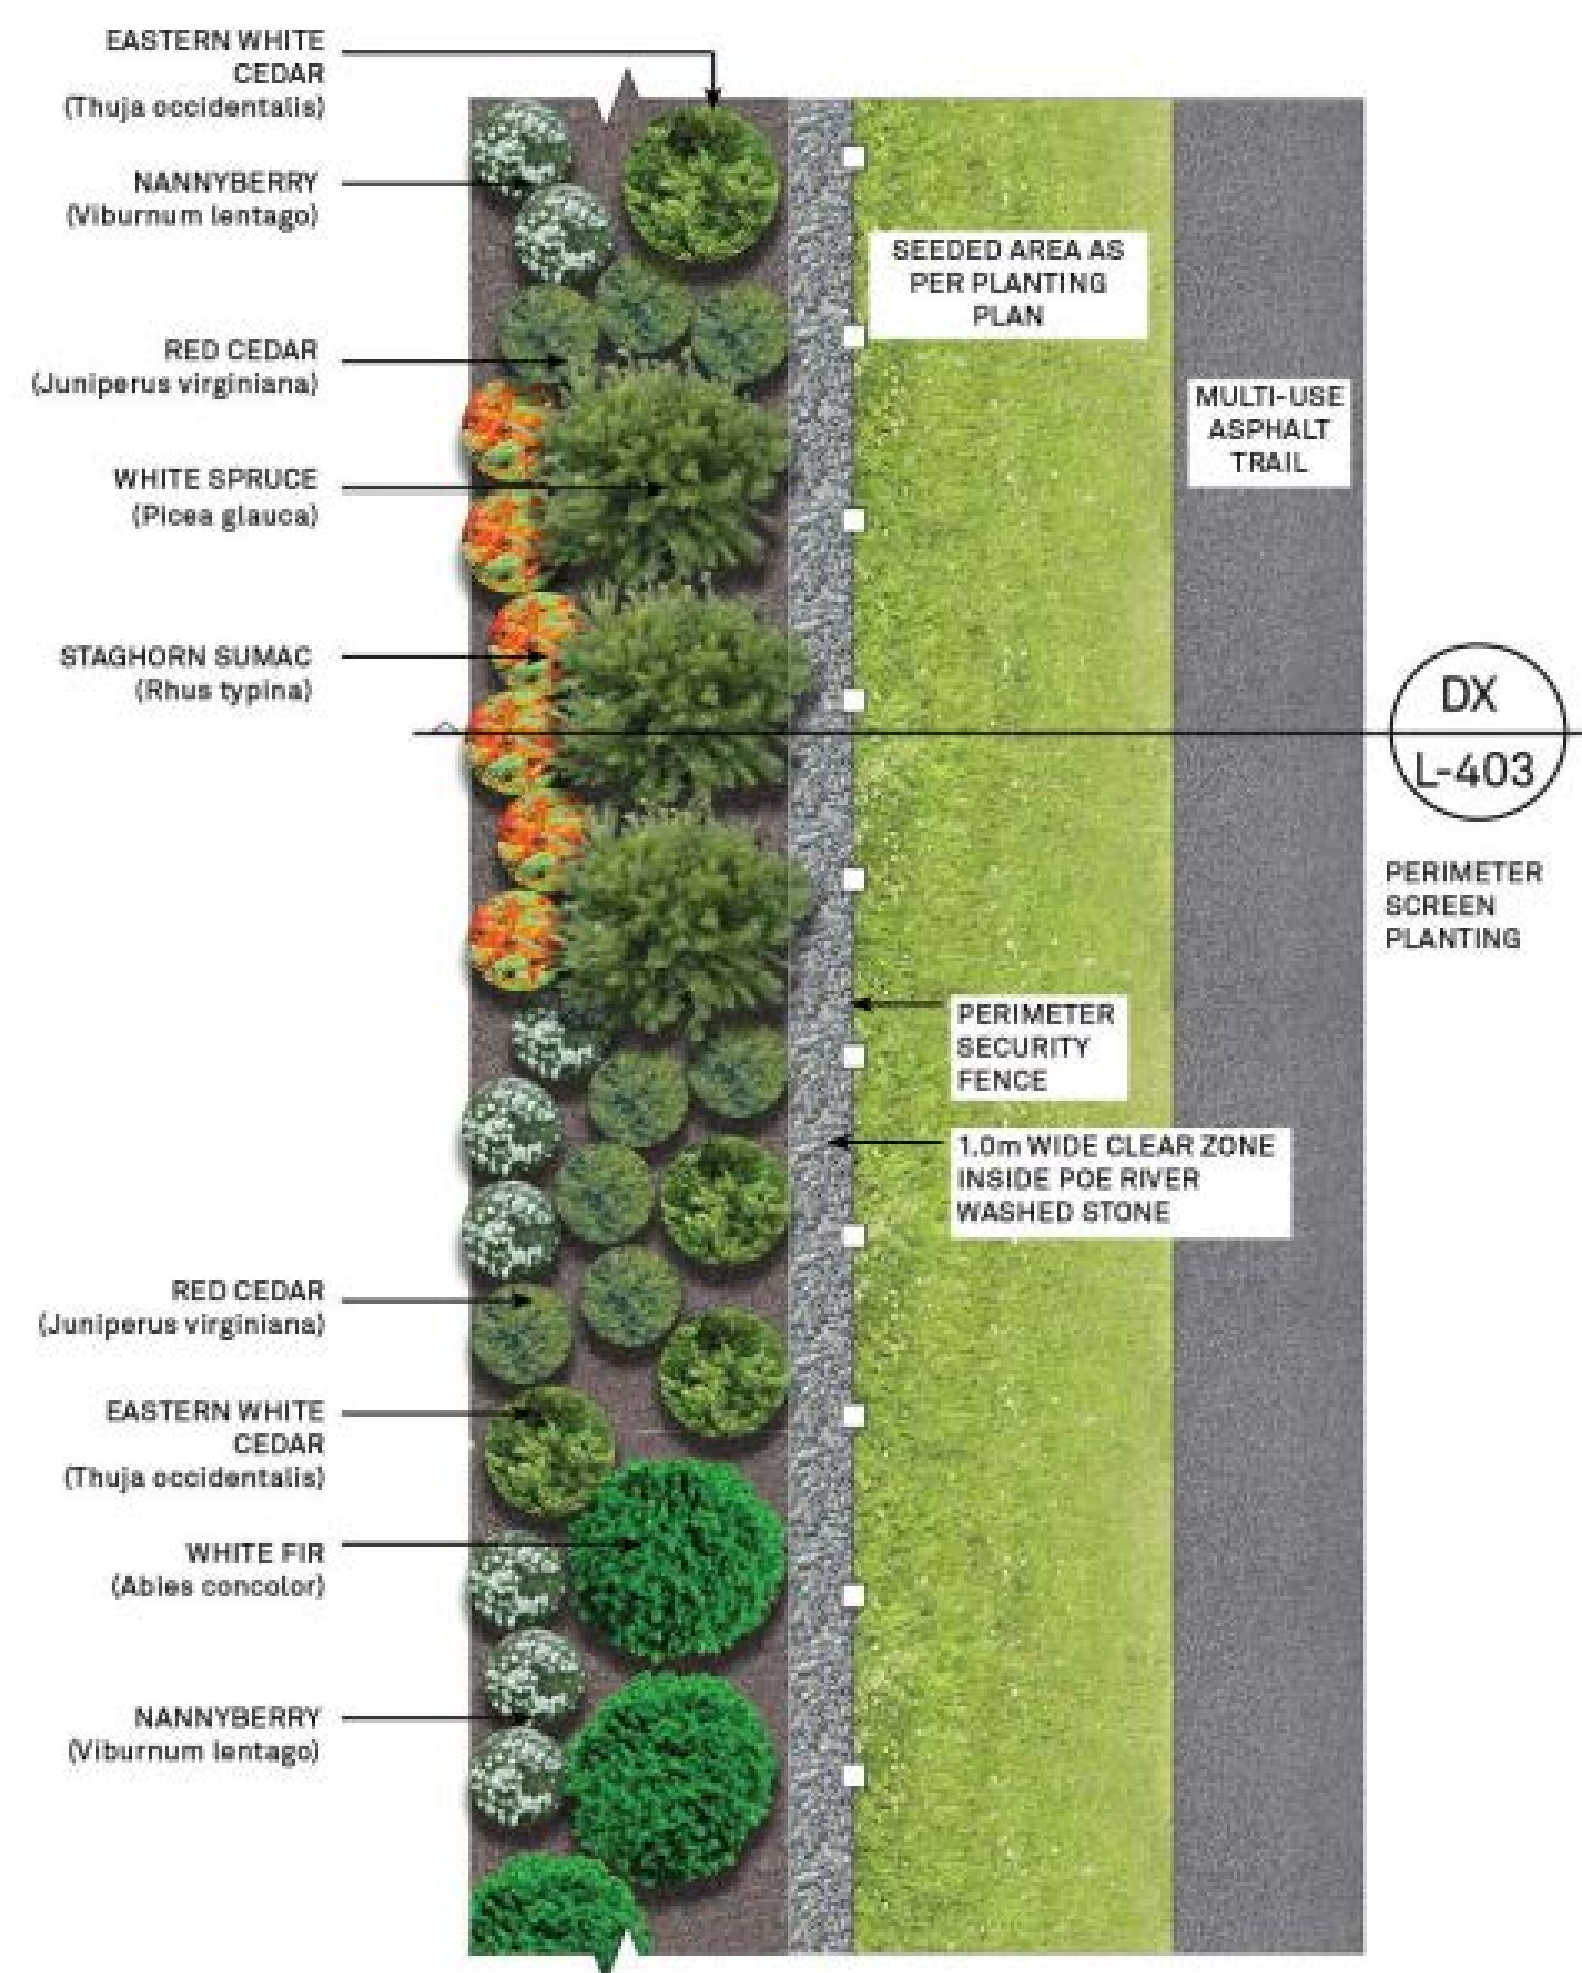 EASTERN WHITE
CEDAR
(Thuja occidentalis)
NANNYBERRY
(Viburnum lentago)
RED CEDAR
(Juniperus virginiana)
WHITE SPRUCE
(Picea glauca)
STAGHORN SUMAC
(Rhus typina)
RED CEDAR
(Juniperus virginiana)
EASTERN WHITE
CEDAR
(Thuja occidentalis)
WHITE FIR
(Abies concolor)
NANNYBERRY
(Viburnum lentago)
SEEDED AREA AS
PER PLANTING
PLAN
MULTI-USE
ASPHALT
TRAIL
PERIMETER
SECURITY
FENCE
1.0m WIDE CLEAR ZONE
INSIDE POE RIVER
WASHED STONE
DX
L-403
PERIMETER
SCREEN
PLANTING